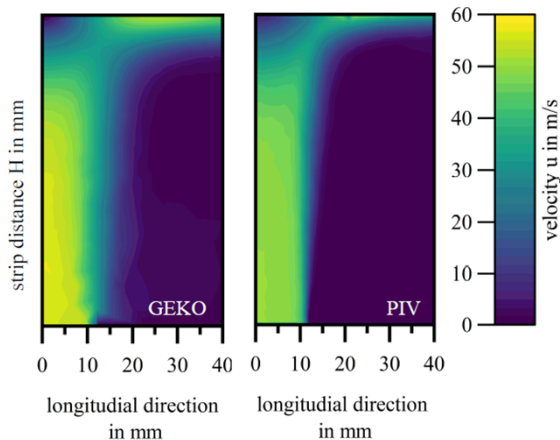 strip distance H in mm
GEKO
0 10 20 30 40
longitudial direction
in mm
PIV
0 10 20 30 40
longitudial direction
in mm
60
50
40
30
20
10
0
velocity u in m/s